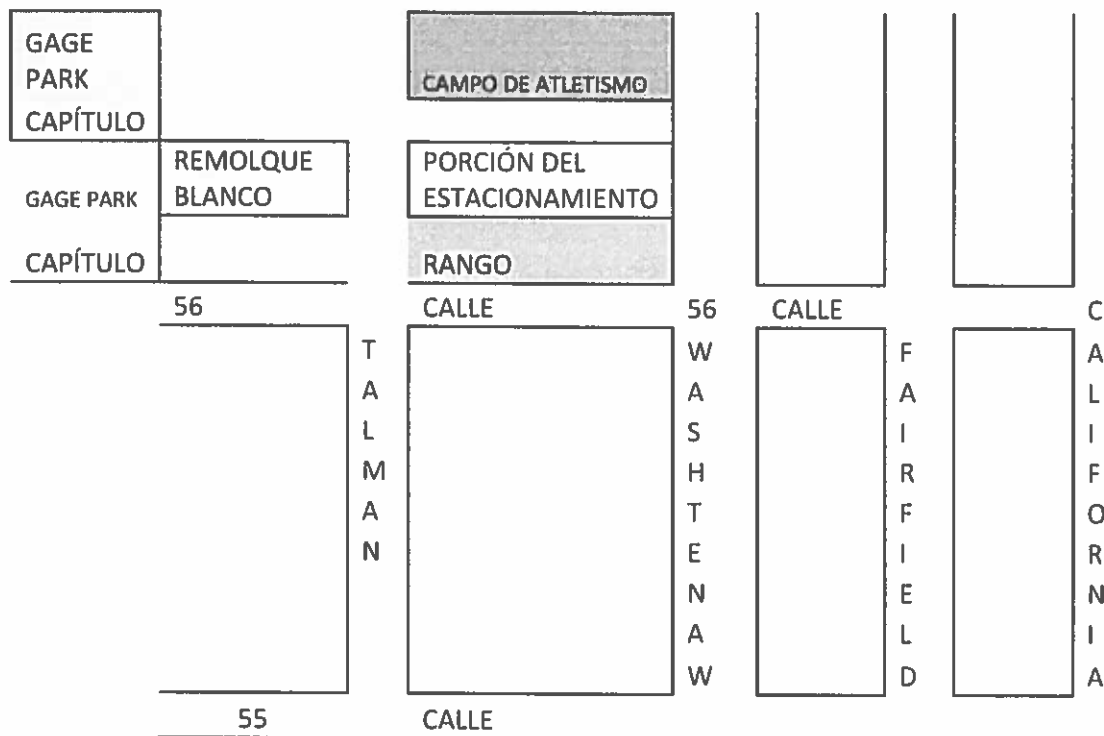 GAGE
PARK
CAPÍTULO
CAMPO DE ATLETISMO
REMOLQUE
BLANCO
PORCIÓN DEL
ESTACIONAMIENTO
GAGE PARK
CAPÍTULO
RANGO
56 CALLE 56 CALLE
TALMAN
WASHTENAW
FAIRFIELD
CALIFORNIA
55 CALLE